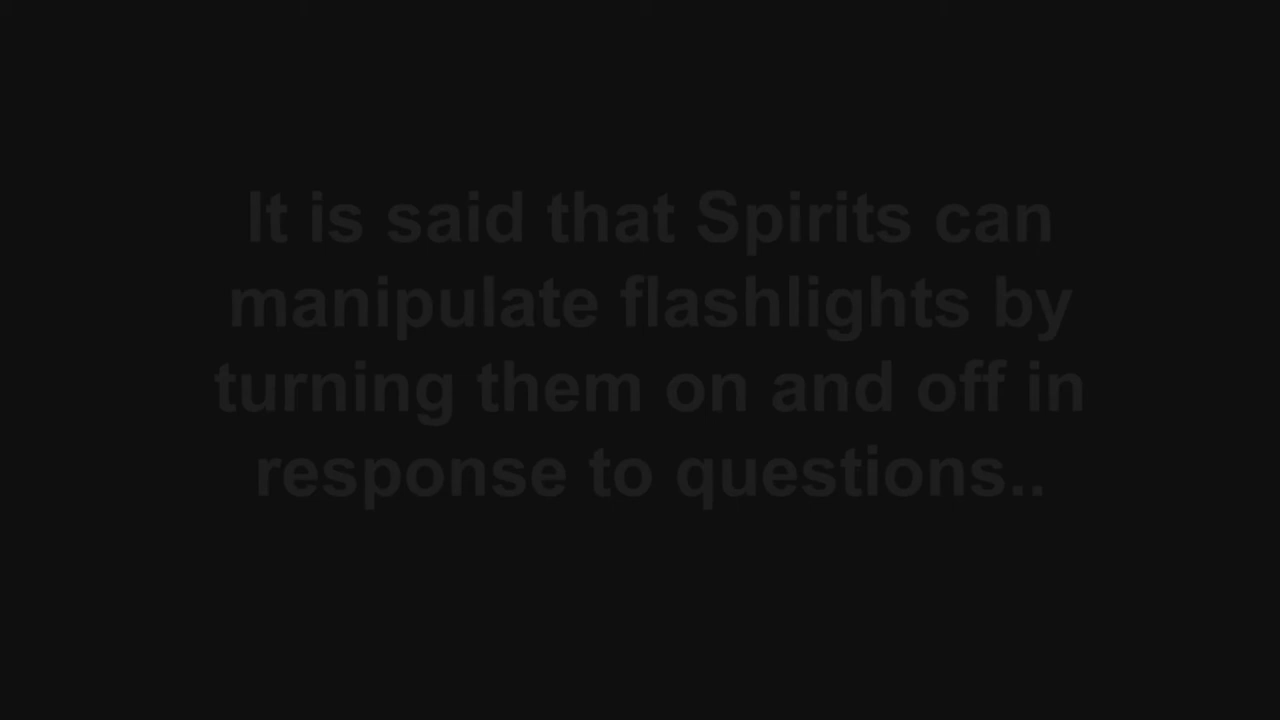 It is said that Spirits can
manipulate flashlights by
turning them on and off in
response to questions..